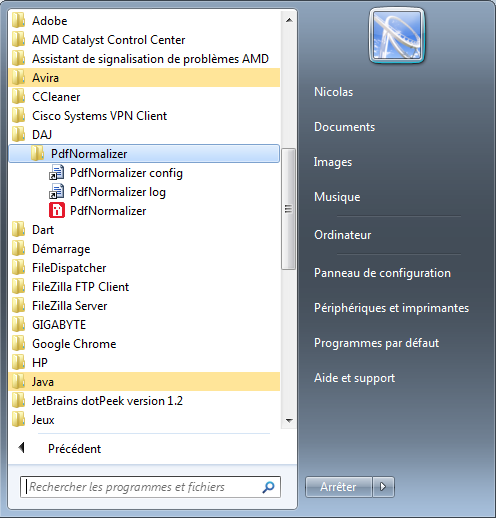 Adobe
AMD Catalyst Control Center
Assistant de signalisation de problèmes AMD
Avira
CCleaner
Cisco Systems VPN Client
DAJ
PdfNormalizer
PdfNormalizer config
PdfNormalizer log
PdfNormalizer
Dart
Démarrage
FileDispatcher
FileZilla FTP Client
FileZilla Server
GIGABYTE
Google Chrome
HP
Java
JetBrains dotPeek version 1.2
Jeux
Précédent
Rechercher les programmes et fichiers
Nicolas
Documents
Images
Musique
Ordinateur
Panneau de configuration
Périphériques et imprimantes
Programmes par défaut
Aide et support
Arrêter